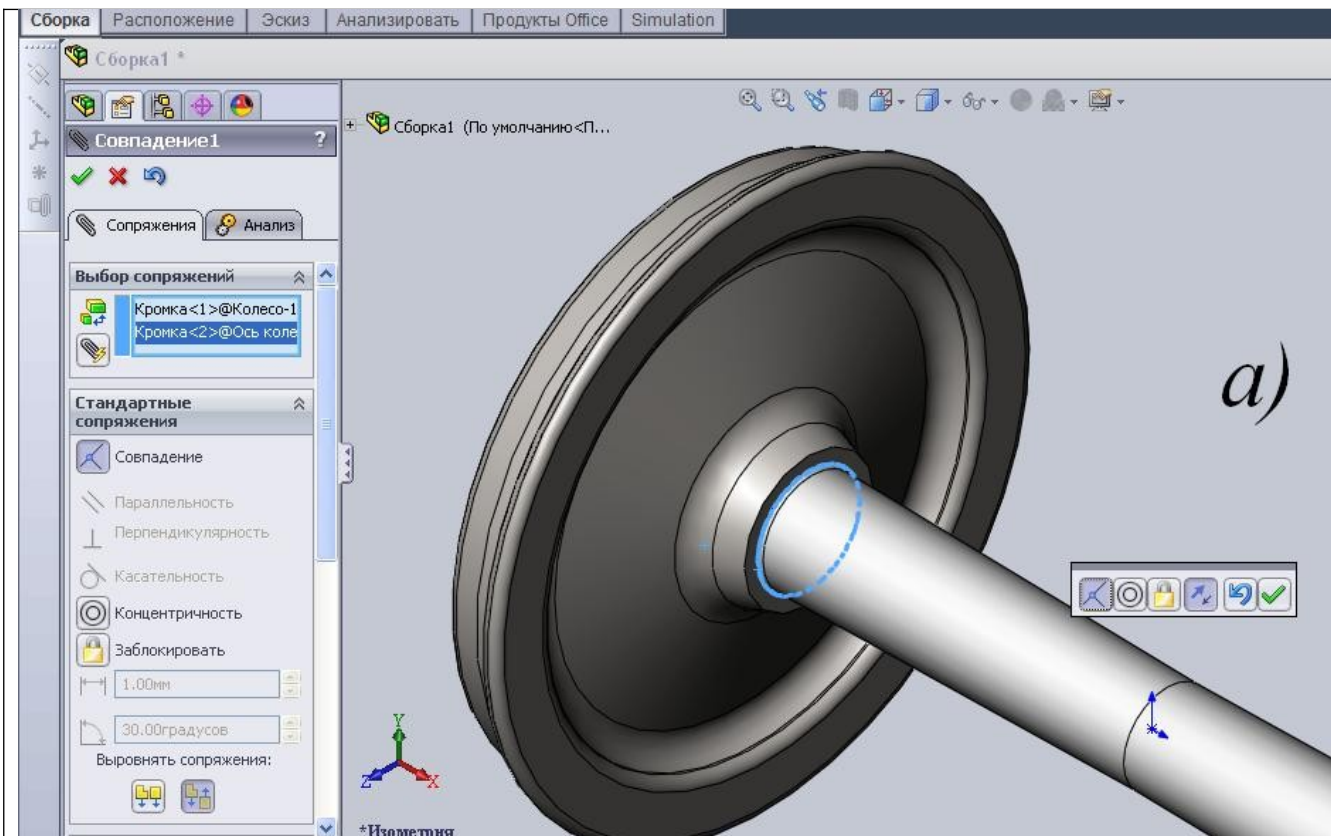 Сборка Расположение Эскиз Анализировать Продукты Office Simulation
Сборка1 *
Сборка1 (По умолчанию<П...
Совпадение1 ?
Сопряжения Анализ
Выбор сопряжений
Кромка<1>@Колесо-1
Кромка<2>@Ось коле
а)
Стандартные
сопряжения
Совпадение
Параллельность
Перпендикулярность
Касательность
Концентричность
Заблокировать
1.00мм
30.00градусов
Выровнять сопряжения:
Y
Z X
*Изометрия